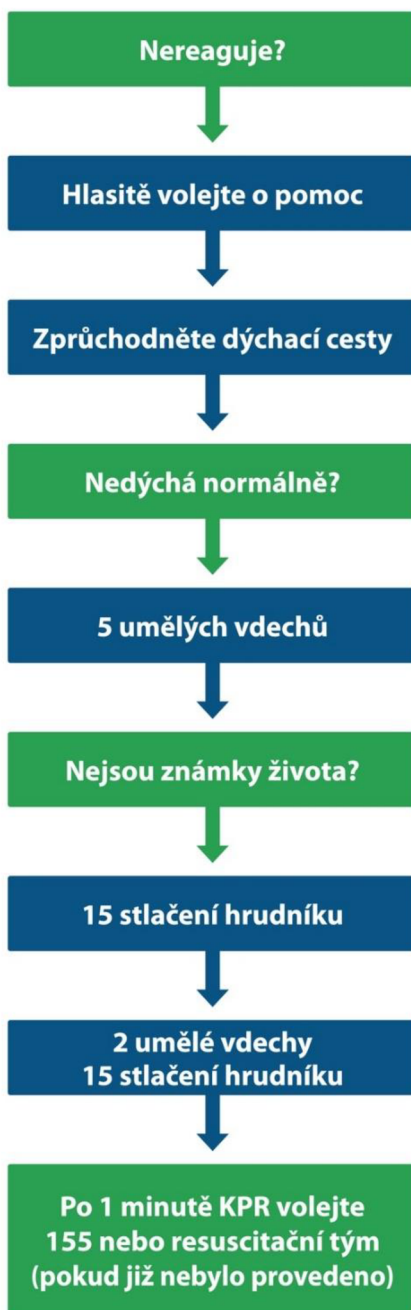 Nereaguje?
Hlasitě volejte o pomoc
Zprůchodněte dýchací cesty
Nedýchá normálně?
5 umělých vdechů
Nejsou známky života?
15 stlačení hrudníku
2 umělé vdechy
15 stlačení hrudníku
Po 1 minutě KPR volejte
155 nebo resuscitační tým
(pokud již nebylo provedeno)